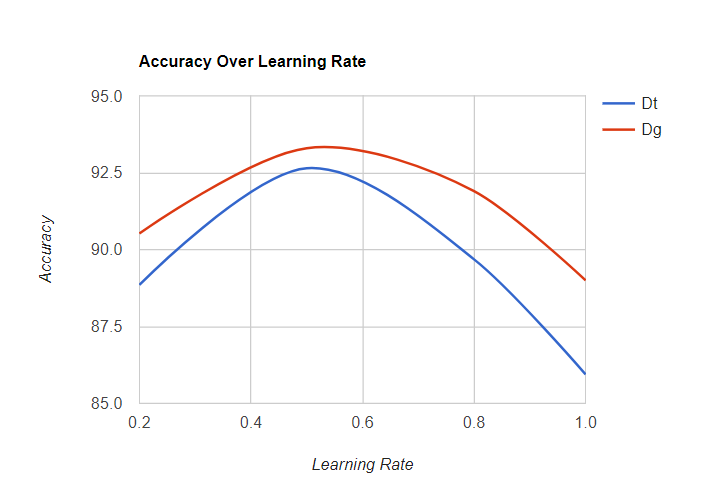 Accuracy Over Learning Rate
Dt
Dg
95.0
92.5
90.0
87.5
85.0
Accuracy
0.2 0.4 0.6 0.8 1.0
Learning Rate